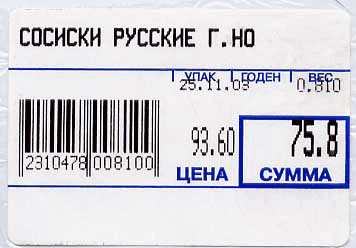 СОСИСКИ РУССКИЕ Г.НО
УПАК. ГОДЕН ВЕС
25.11.03 0.810
93.60 75.8
2310478 008100
ЦЕНА СУММА